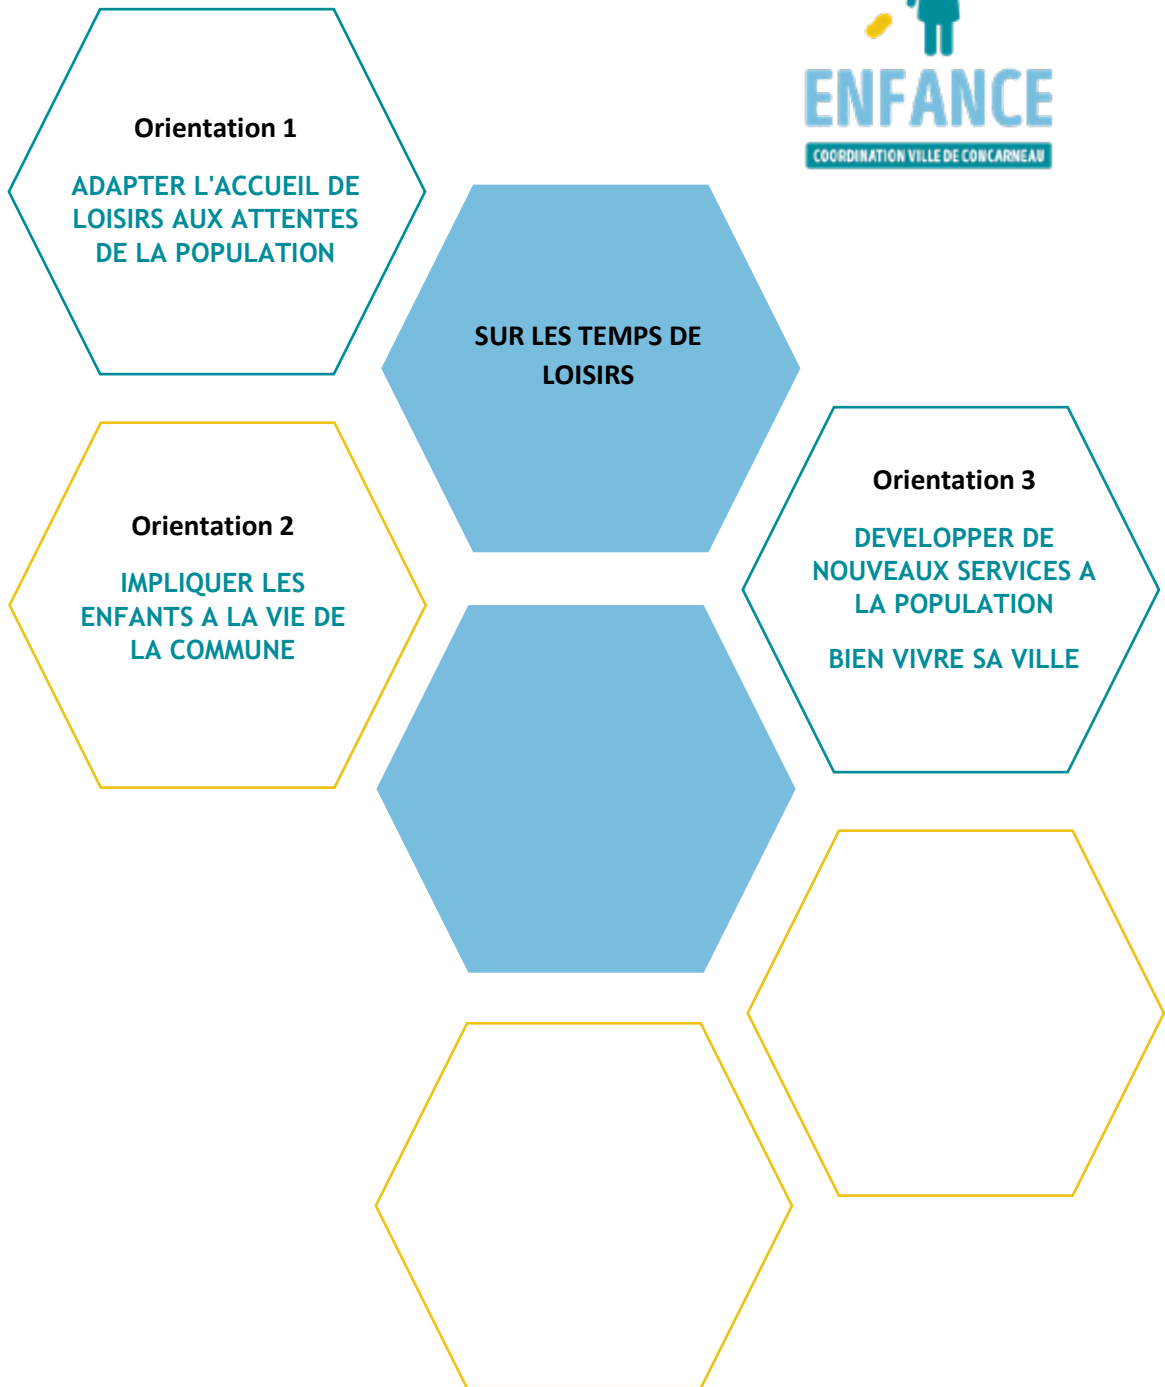 ENFANCE
COORDINATION VILLE DE CONCARNEAU
Orientation 1
ADAPTER L'ACCUEIL DE
LOISIRS AUX ATTENTES
DE LA POPULATION
SUR LES TEMPS DE
LOISIRS
Orientation 2
IMPLIQUER LES
ENFANTS A LA VIE DE
LA COMMUNE
Orientation 3
DEVELOPPER DE
NOUVEAUX SERVICES A
LA POPULATION
BIEN VIVRE SA VILLE